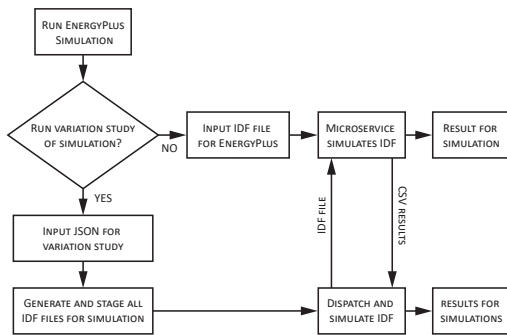 RUN ENERGYPLUS
SIMULATION
RUN VARIATION STUDY
OF SIMULATION?
NO
INPUT IDF FILE
FOR ENERGYPLUS
MICROSERVICE
SIMULATES IDF
RESULT FOR
SIMULATION
YES
IDF FILE
CSV RESULTS
INPUT JSON FOR
VARIATION STUDY
GENERATE AND STAGE ALL
IDF FILES FOR SIMULATION
DISPATCH AND
SIMULATE IDF
RESULTS FOR
SIMULATIONS